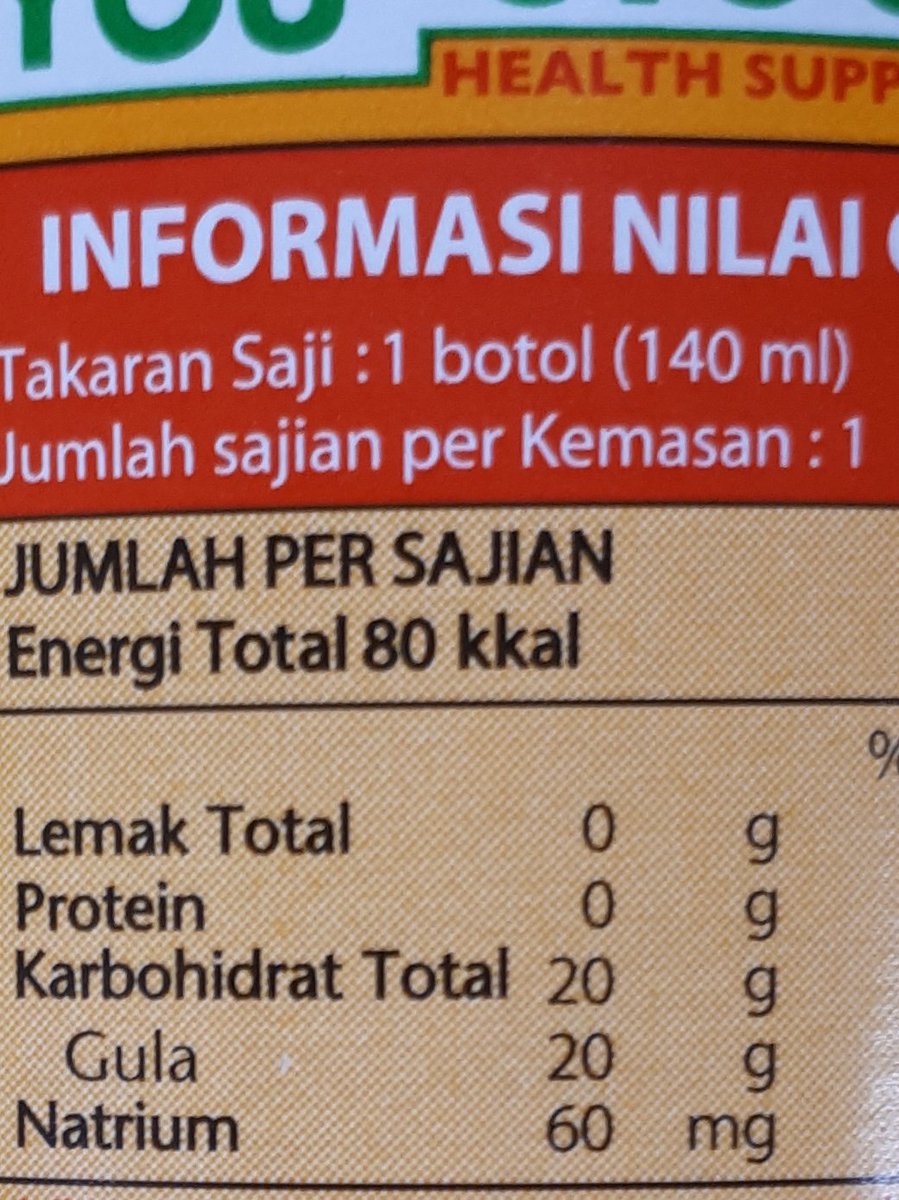 YOU
HEALTH SUPP
INFORMASI NILAI
Takaran Saji : 1 botol (140 ml)
Jumlah sajian per Kemasan : 1
JUMLAH PER SAJIAN
Energi Total 80 kkal
%
Lemak Total 0 g
Protein 0 g
Karbohidrat Total 20 g
Gula 20 g
Natrium 60 mg